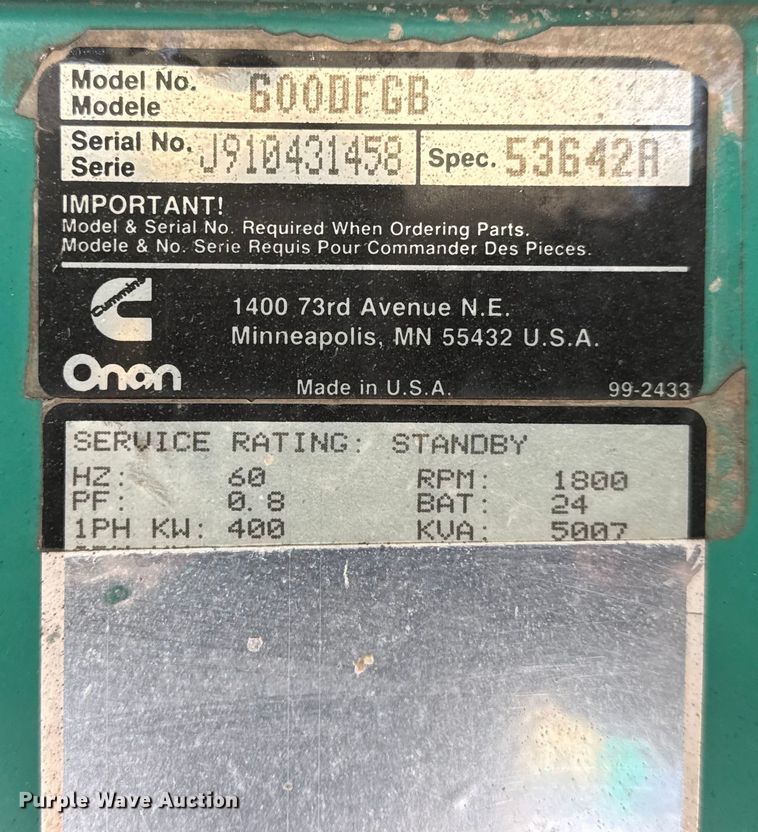 Model No. 600DFGB
Modele
Serial No. J910431458 Spec. 53642A
Serie
IMPORTANT!
Model & Serial No. Required When Ordering Parts.
Modele & No. Serie Requis Pour Commander Des Pieces.
Cummins
Onan
1400 73rd Avenue N.E.
Minneapolis, MN 55432 U.S.A.
Made in U.S.A. 99-2433
SERVICE RATING: STANDBY
HZ: 60 RPM: 1800
PF: 0.8 BAT: 24
1PH KW: 400 KVA: 500?
Purple Wave Auction